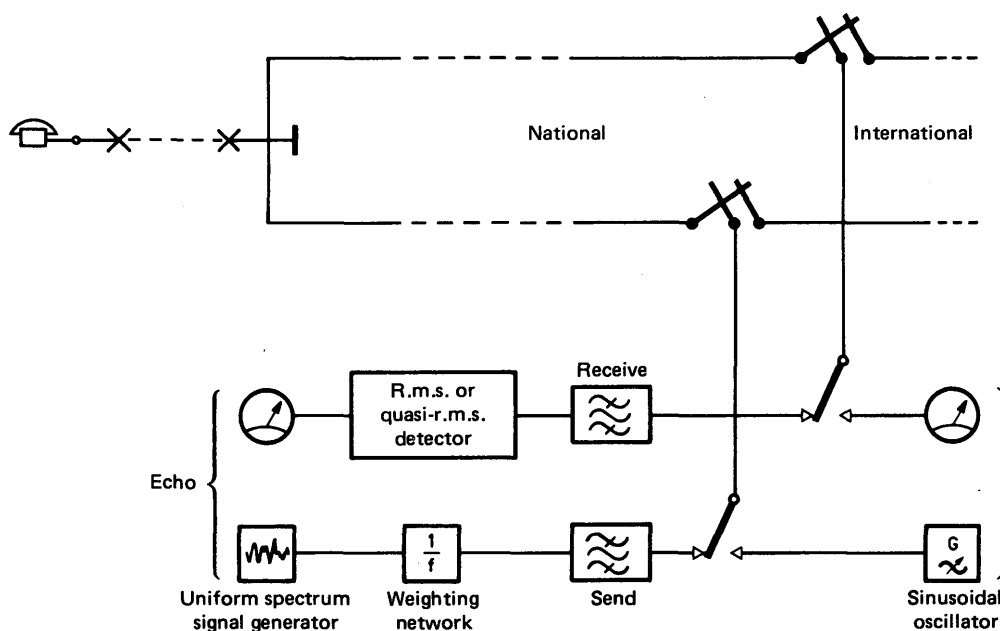 National
International
Receive
R.m.s. or
quasi-r.m.s.
detector
Echo
1
f
G
Uniform spectrum
signal generator
Weighting
network
Send
Sinusoidal
oscillator